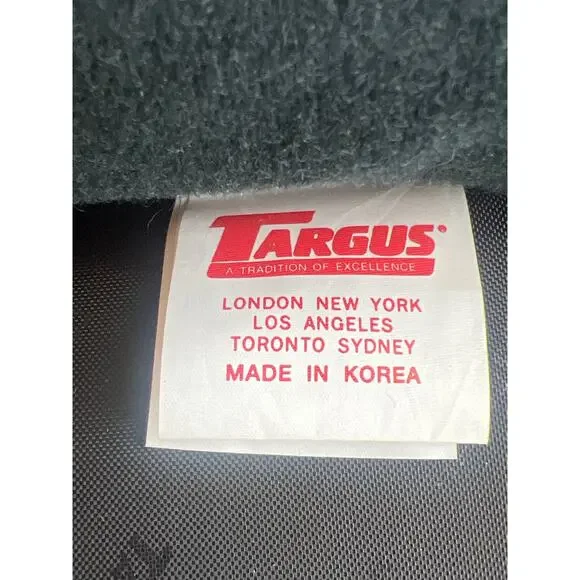 TARGUS®
A TRADITION OF EXCELLENCE
LONDON NEW YORK
LOS ANGELES
TORONTO SYDNEY
MADE IN KOREA